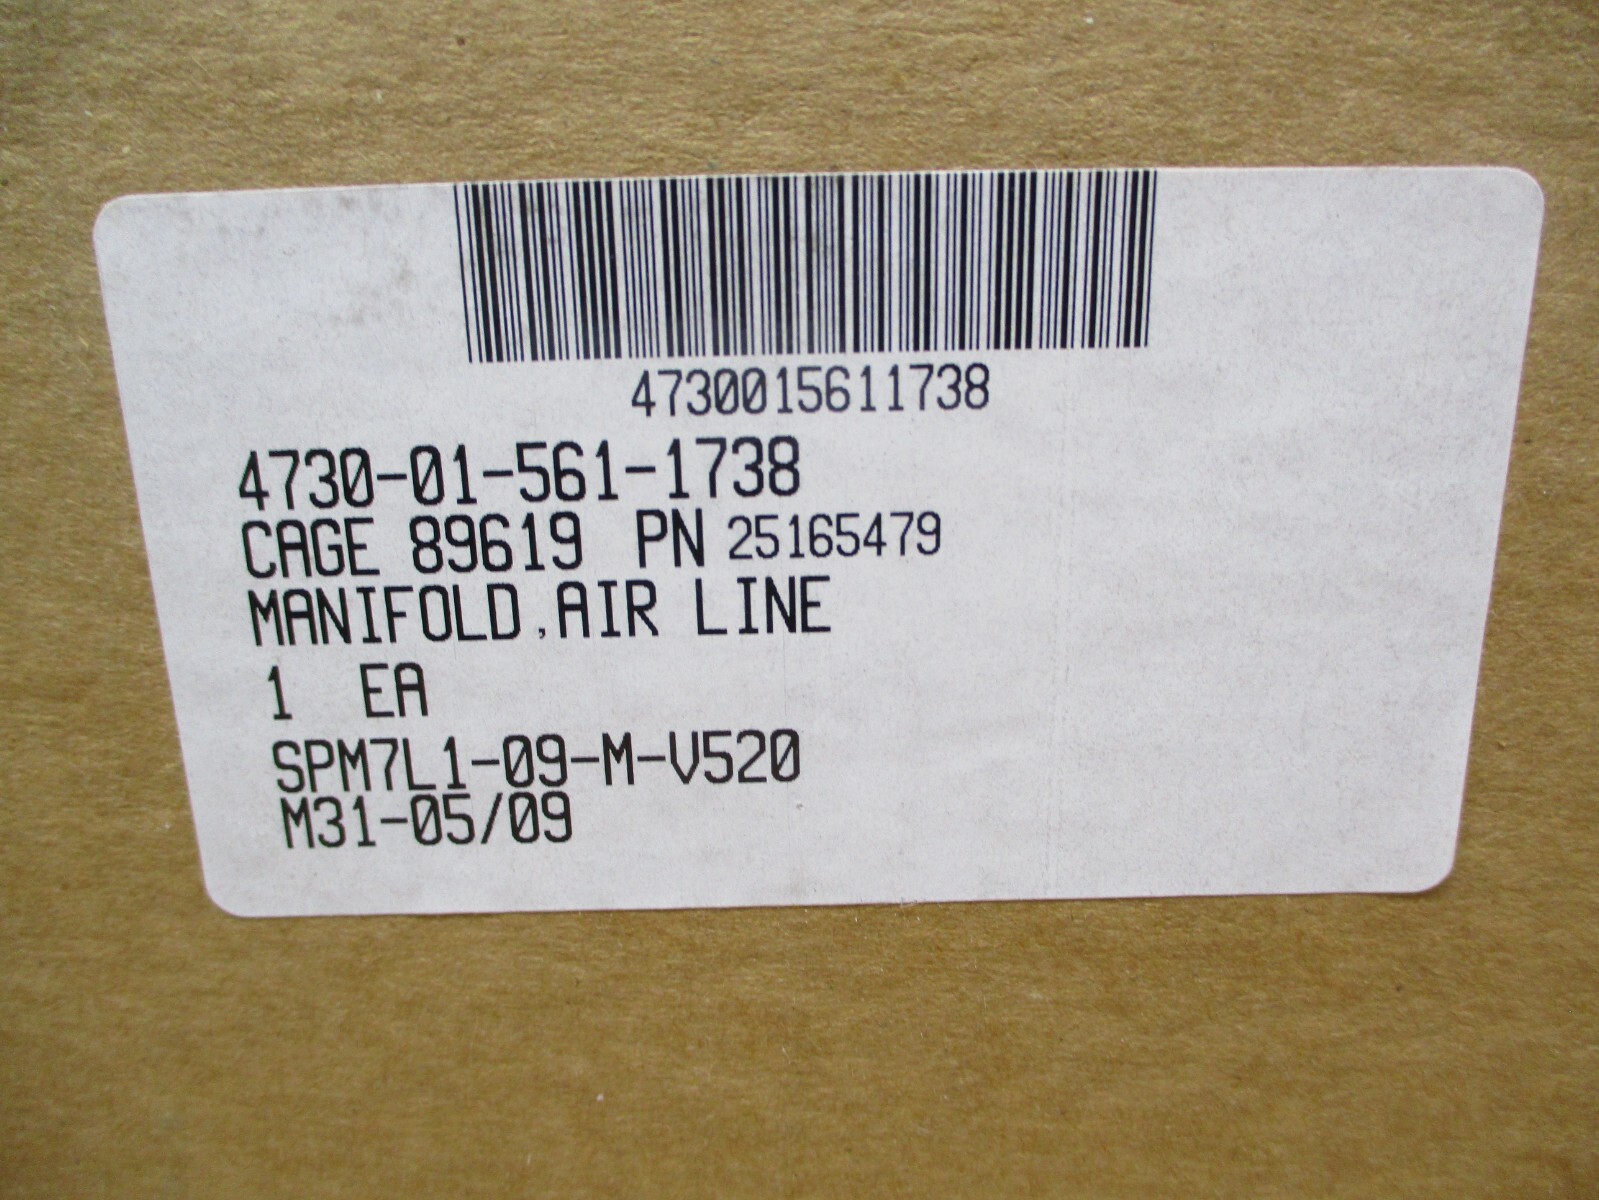 4730015611738
4730-01-561-1738
CAGE 89619 PN 25165479
MANIFOLD,AIR LINE
1 EA
SPM7L1-09-M-V520
M31-05/09